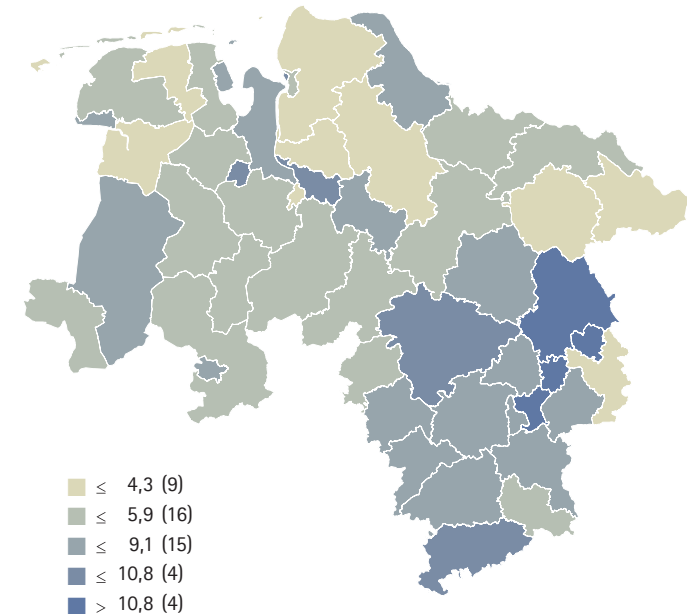 ≤ 4,3 (9)
≤ 5,9 (16)
≤ 9,1 (15)
≤ 10,8 (4)
> 10,8 (4)